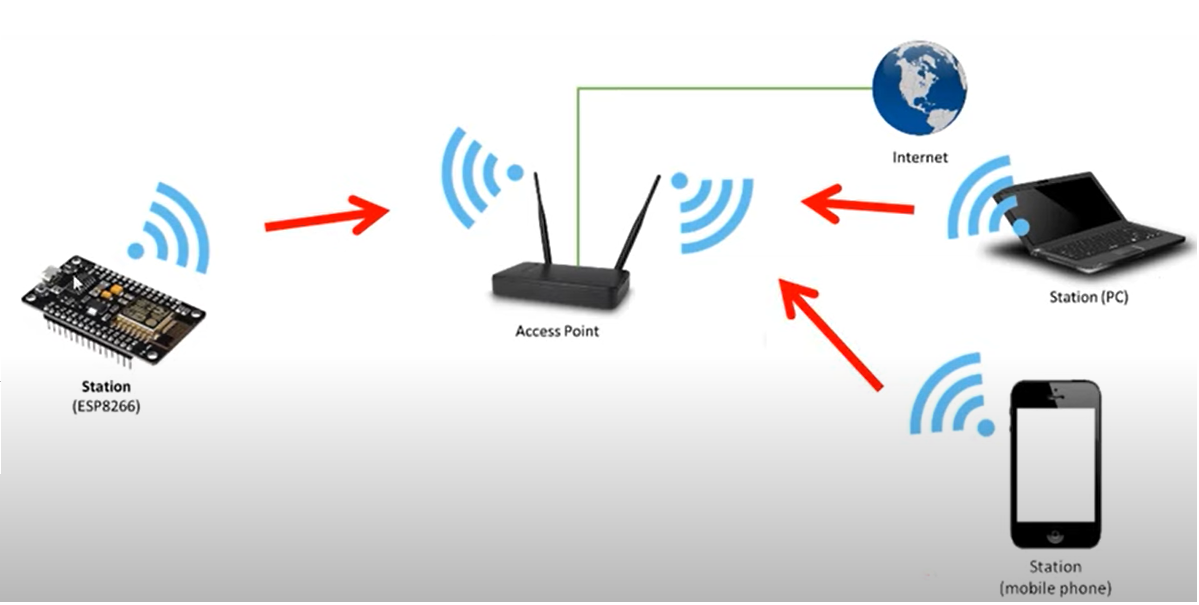 Internet
Station (PC)
Access Point
Station
(ESP8266)
Station
(mobile phone)